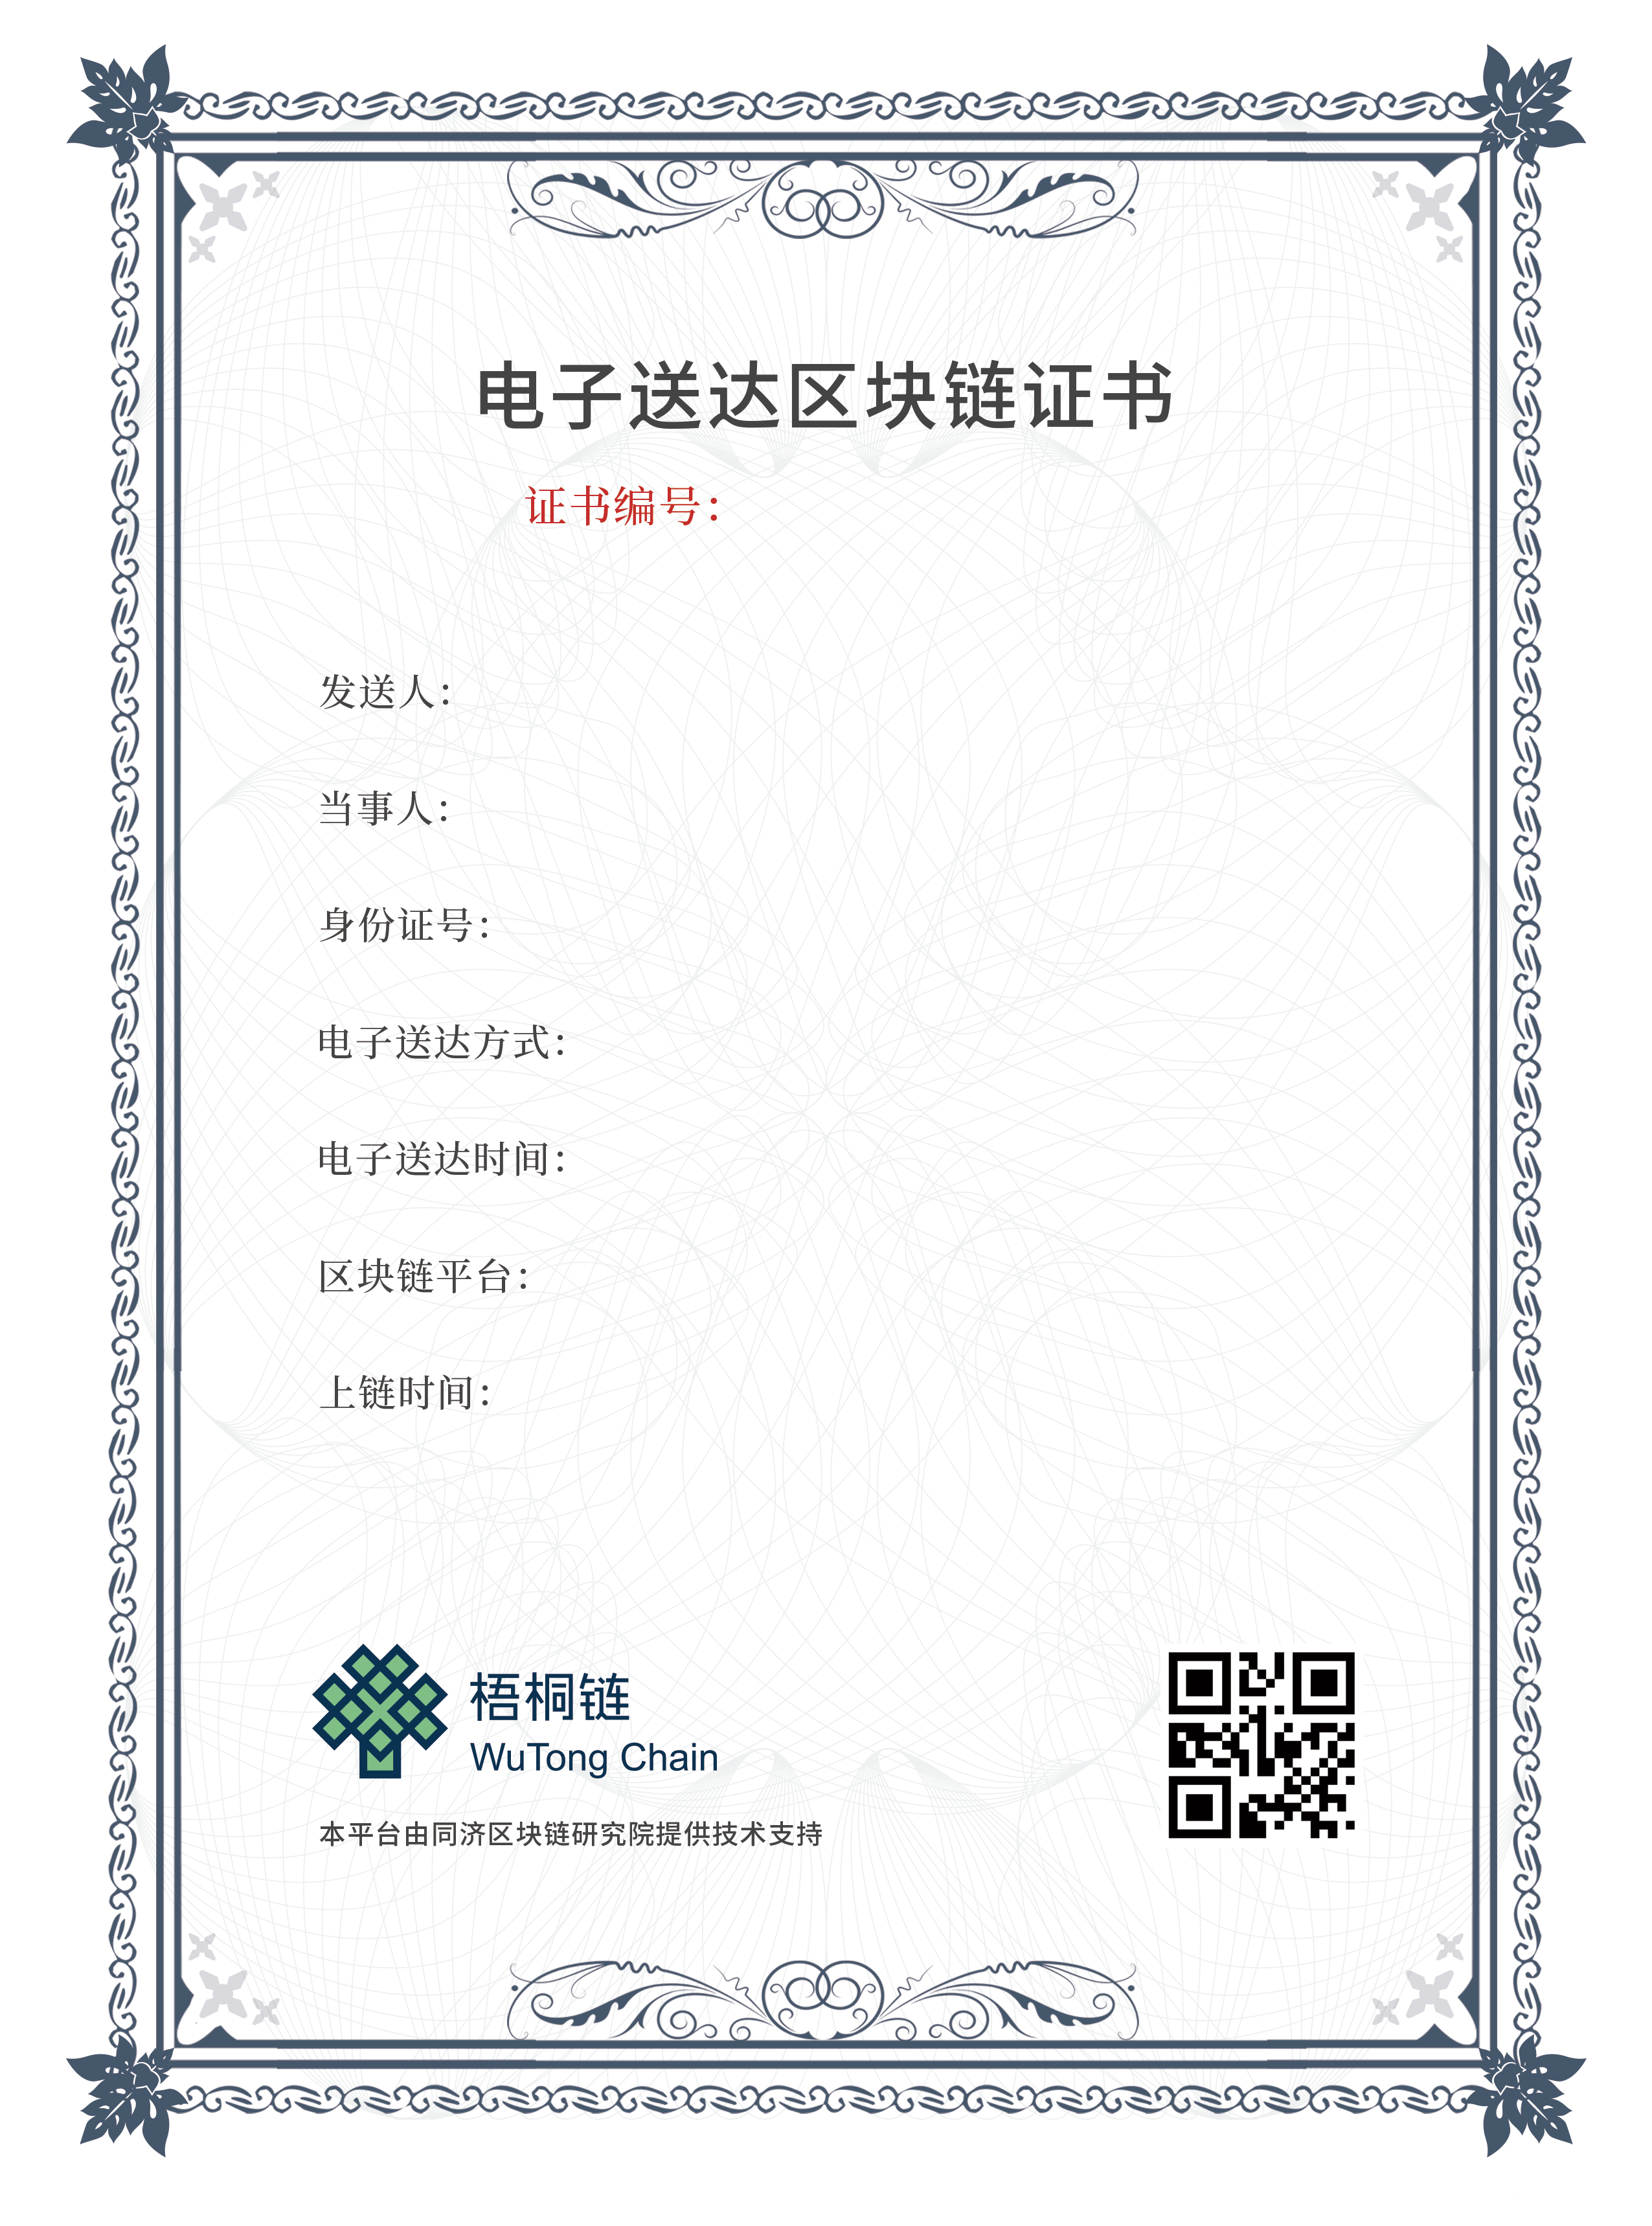 电子送达区块链证书
证书编号：
发送人：
当事人：
身份证号：
电子送达方式：
电子送达时间：
区块链平台：
上链时间：
梧桐链
WuTong Chain
本平台由同济区块链研究院提供技术支持